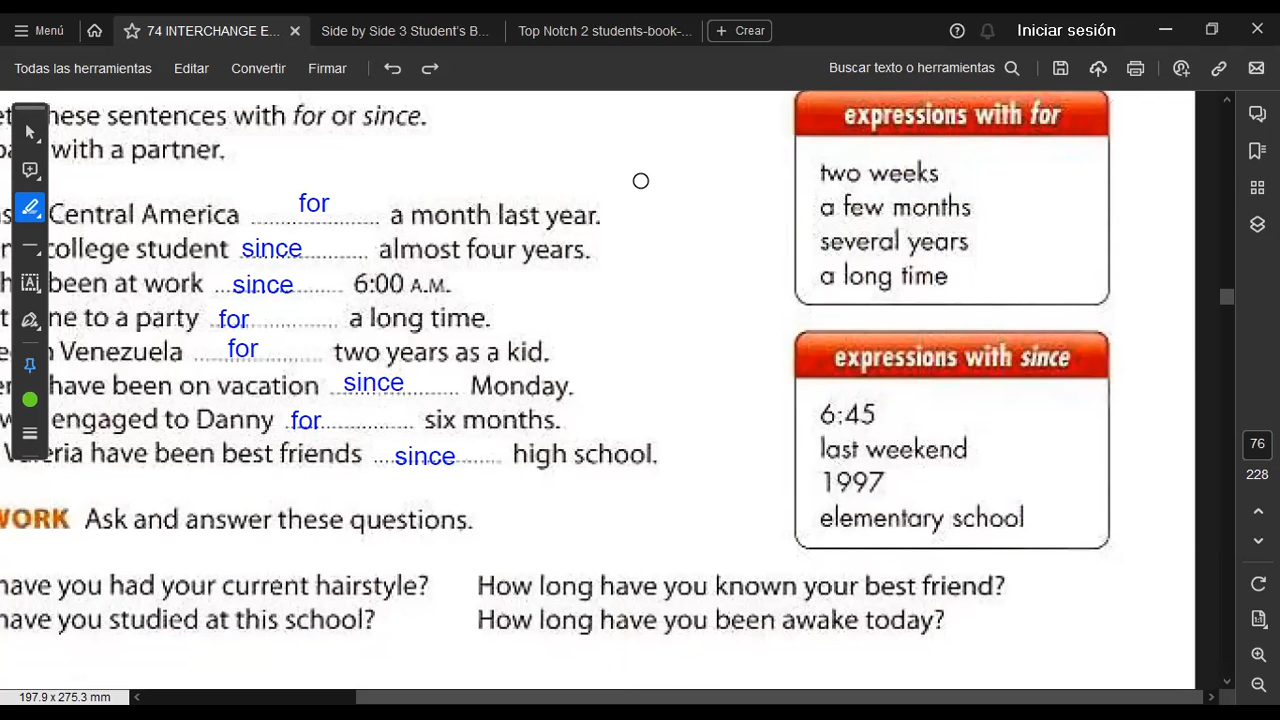 Menú
74 INTERCHANGE E...
Side by Side 3 Student's B...
Top Notch 2 students-book-...
Crear
Iniciar sesión
Todas las herramientas Editar Convertir Firmar
Buscar texto o herramientas
hese sentences with for or since.
with a partner.
Central America for a month last year.
college student since almost four years.
been at work since 6:00 A.M.
ne to a party for a long time.
Venezuela for two years as a kid.
have been on vacation since Monday.
engaged to Danny for six months.
Valeria have been best friends since high school.
WORK Ask and answer these questions.
have you had your current hairstyle? How long have you known your best friend?
have you studied at this school? How long have you been awake today?
expressions with for
two weeks
a few months
several years
a long time
expressions with since
6:45
last weekend
1997
elementary school
76
228
197.9 x 275.3 mm